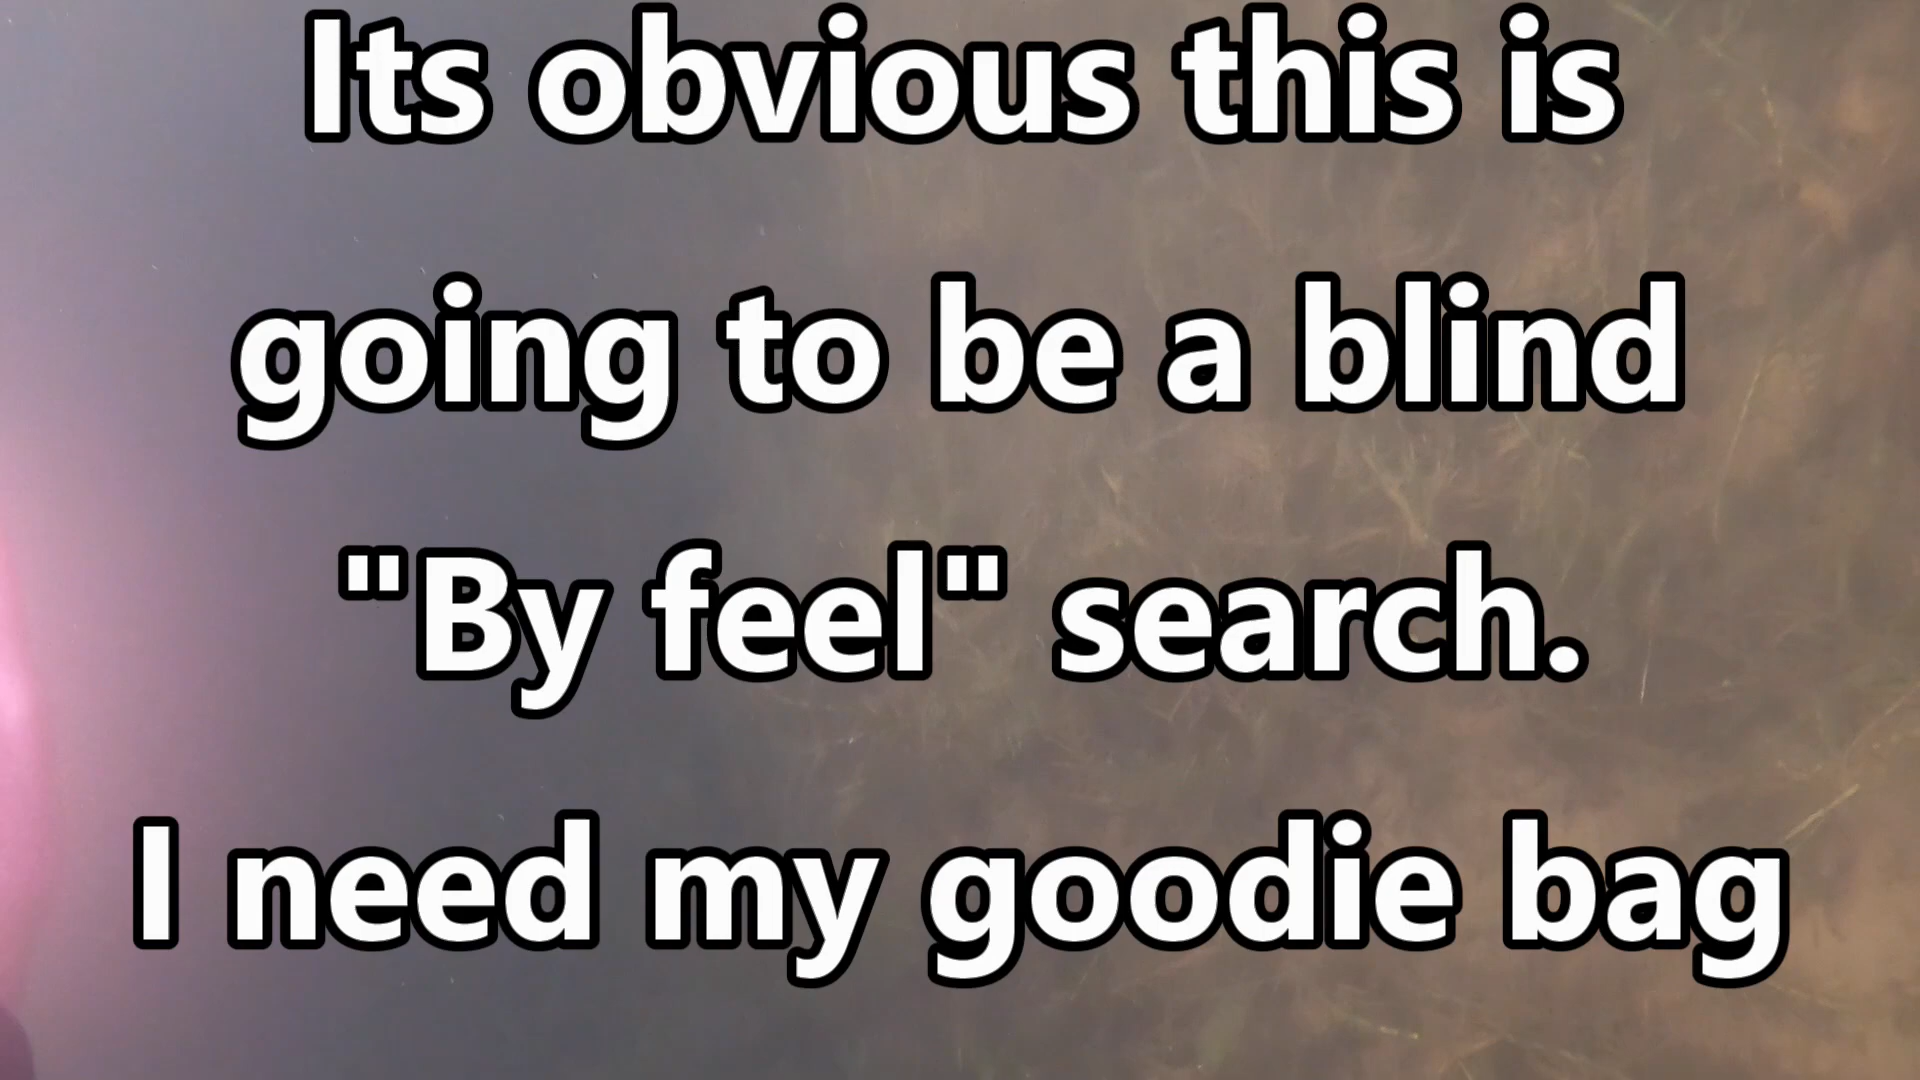 Its obvious this is
going to be a blind
"By feel" search.
I need my goodie bag